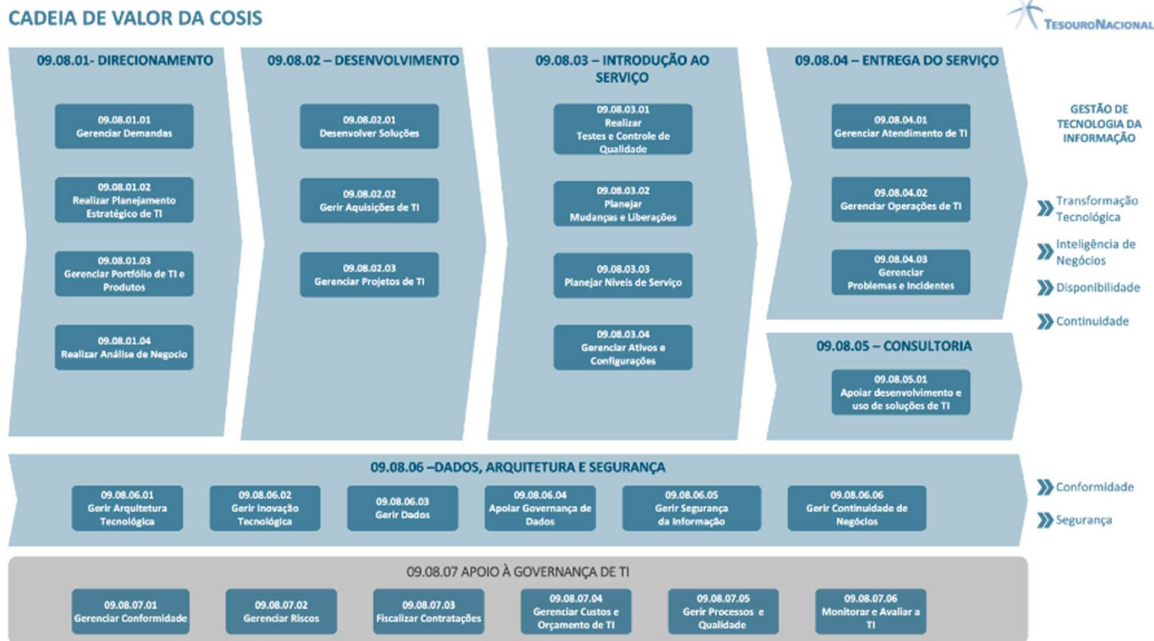 CADEIA DE VALOR DA COSIS
TESOURONACIONAL
09.08.01- DIRECIONAMENTO
09.08.01.01
Gerenciar Demandas
09.08.01.02
Realizar Planejamento
Estratégico de TI
09.08.01.03
Gerenciar Portfólio de TI e
Produtos
09.08.01.04
Realizar Análise de Negocio
09.08.02 – DESENVOLVIMENTO
09.08.02.01
Desenvolver Soluções
09.08.02.02
Gerir Aquisições de TI
09.08.02.03
Gerenciar Projetos de TI
09.08.03 – INTRODUÇÃO AO
SERVIÇO
09.08.03.01
Realizar
Testes e Controle de
Qualidade
09.08.03.02
Planejar
Mudanças e Liberações
09.08.03.03
Planejar Níveis de Serviço
09.08.03.04
Gerenciar Ativos e
Configurações
09.08.04 – ENTREGA DO SERVIÇO
09.08.04.01
Gerenciar Atendimento de TI
09.08.04.02
Gerenciar Operações de TI
09.08.04.03
Gerenciar
Problemas e Incidentes
09.08.05 – CONSULTORIA
09.08.05.01
Apoiar desenvolvimento e
uso de soluções de TI
GESTÃO DE
TECNOLOGIA DA
INFORMAÇÃO
Transformação
Tecnológica
Inteligência de
Negócios
Disponibilidade
Continuidade
09.08.06 –DADOS, ARQUITETURA E SEGURANÇA
09.08.06.01
Gerir Arquitetura
Tecnológica
09.08.06.02
Gerir Inovação
Tecnológica
09.08.06.03
Gerir Dados
09.08.06.04
Apoiar Governança de
Dados
09.08.06.05
Gerir Segurança
da Informação
09.08.06.06
Gerir Continuidade de
Negócios
Conformidade
Segurança
09.08.07 APOIO À GOVERNANÇA DE TI
09.08.07.01
Gerenciar Conformidade
09.08.07.02
Gerenciar Riscos
09.08.07.03
Fiscalizar Contratações
09.08.07.04
Gerenciar Custos e
Orçamento de TI
09.08.07.05
Gerir Processos e
Qualidade
09.08.07.06
Monitorar e Avaliar a
TI